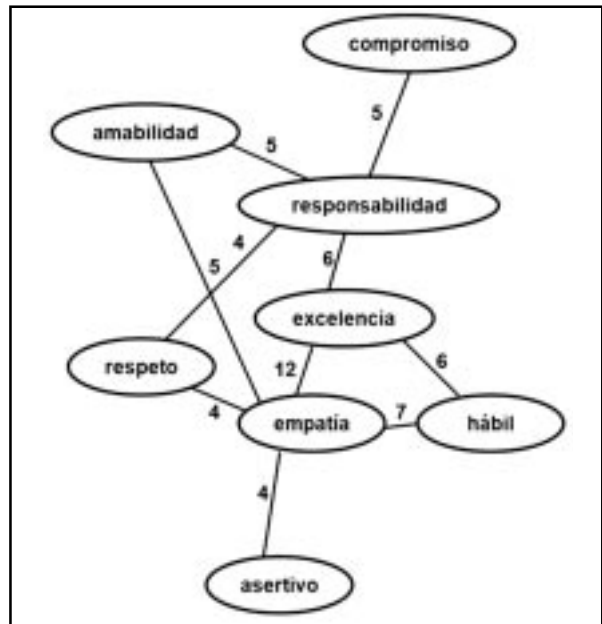 compromiso
5
amabilidad
5
responsabilidad
4
5
6
excelencia
respeto
12
6
4
empatía
7
hábil
4
asertivo